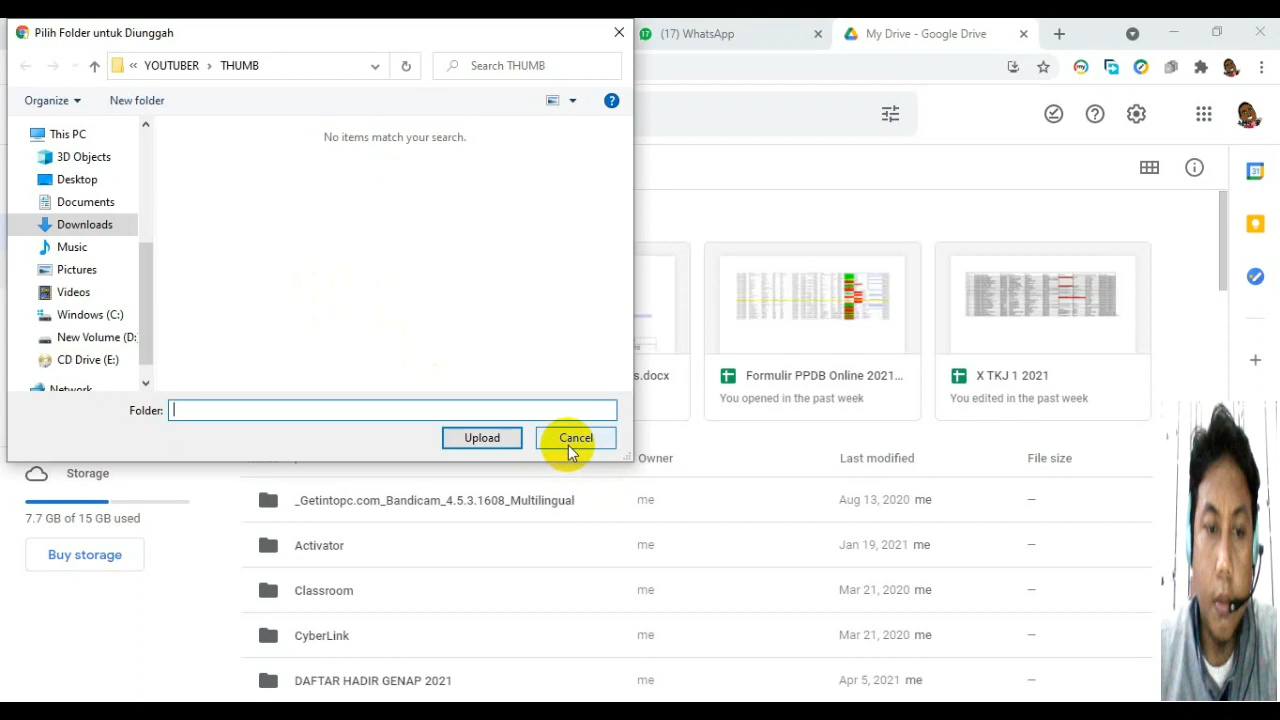 Pilih Folder untuk Diunggah
(17) WhatsApp
My Drive - Google Drive
YOUTUBER
THUMB
Search THUMB
Organize
New folder
No items match your search.
This PC
3D Objects
Desktop
Documents
Downloads
Music
Pictures
Videos
Windows (C:)
New Volume (D:
CD Drive (E:)
Network
Folder:
Upload
Cancel
31
s.docx
Formulir PPDB Online 2021...
You opened in the past week
X TKJ 1 2021
You edited in the past week
Storage
7.7 GB of 15 GB used
Buy storage
Owner
Last modified
File size
_Getintopc.com_Bandicam_4.5.3.1608_Multilingual
me
Aug 13, 2020 me
—
Activator
me
Jan 19, 2021 me
—
Classroom
me
Mar 21, 2020 me
—
CyberLink
me
Mar 21, 2020 me
—
DAFTAR HADIR GENAP 2021
me
Apr 5, 2021 me
—